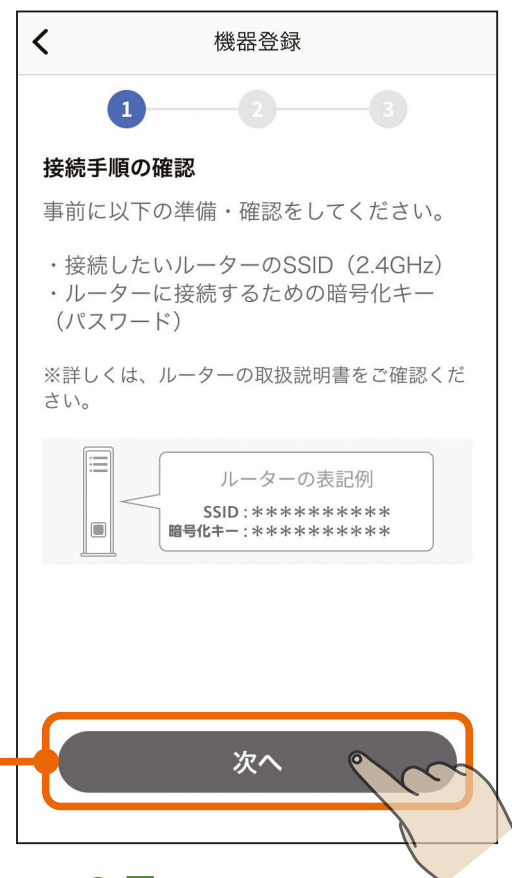 機器登録
1 2 3
接続手順の確認
事前に以下の準備・確認をしてください。
・接続したいルーターのSSID（2.4GHz）
・ルーターに接続するための暗号化キー
（パスワード）
※詳しくは、ルーターの取扱説明書をご確認くだ
さい。
ルーターの表記例
SSID:**********
暗号化キー:**********
次へ